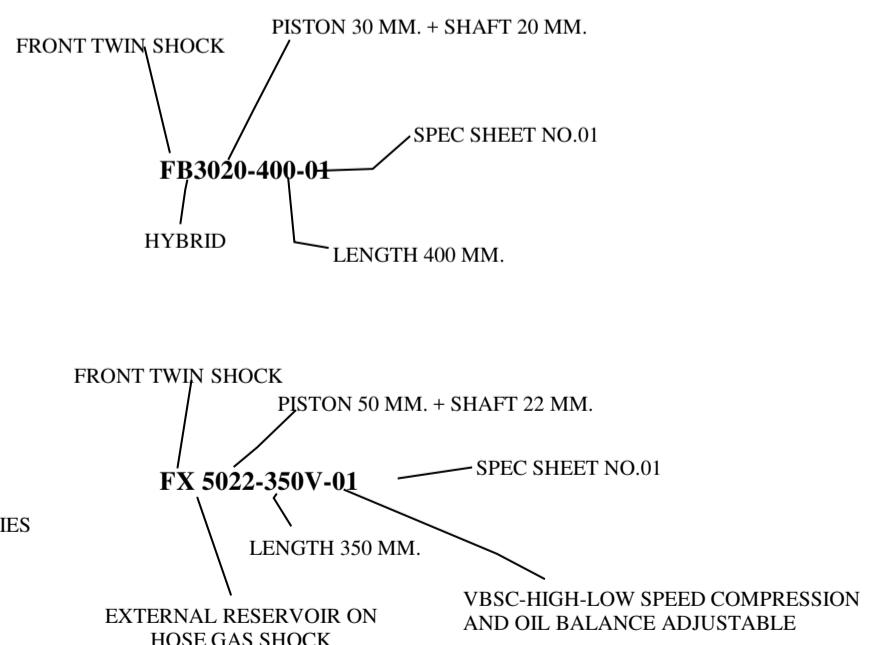 PISTON 30 MM. + SHAFT 20 MM.
FRONT TWIN SHOCK
SPEC SHEET NO.01
FB3020-400-01
HYBRID
LENGTH 400 MM.
FRONT TWIN SHOCK
PISTON 50 MM. + SHAFT 22 MM.
SPEC SHEET NO.01
FX 5022-350V-01
IES
LENGTH 350 MM.
VBSC-HIGH-LOW SPEED COMPRESSION
AND OIL BALANCE ADJUSTABLE
EXTERNAL RESERVOIR ON
HOSE GAS SHOCK